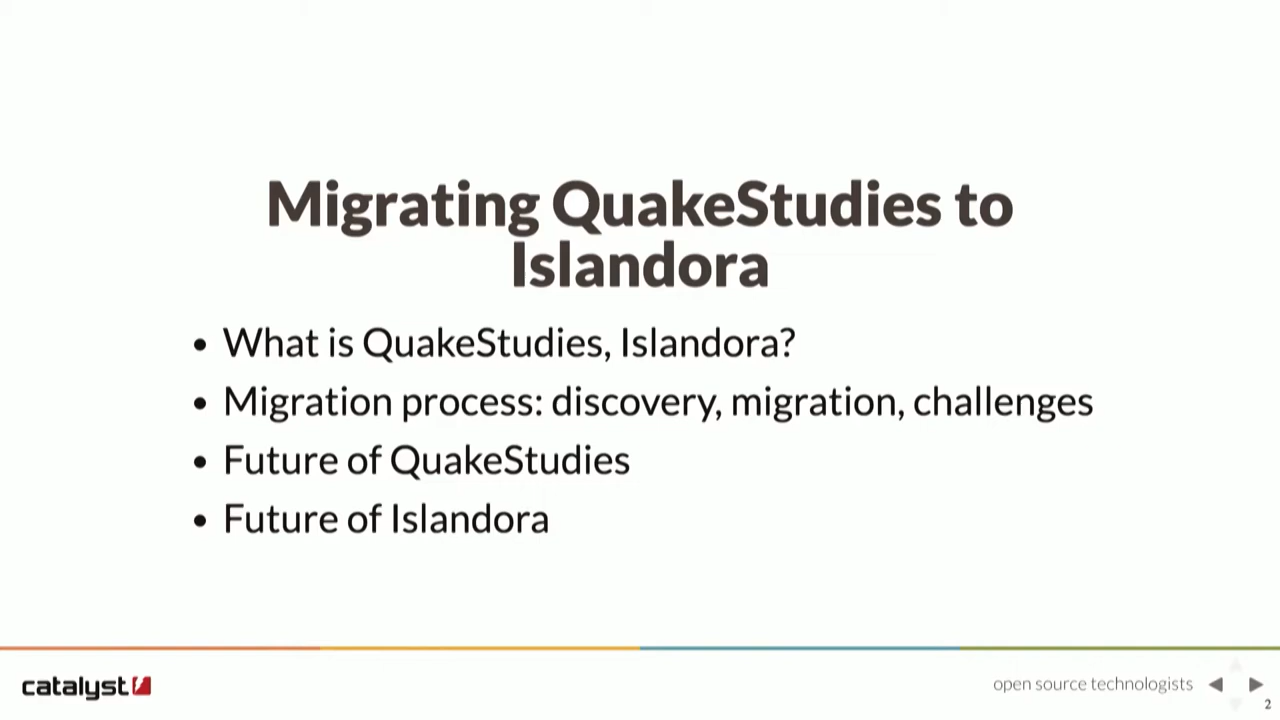 Migrating QuakeStudies to
Islandora
• What is QuakeStudies, Islandora?
• Migration process: discovery, migration, challenges
• Future of QuakeStudies
• Future of Islandora
catalyst
open source technologists
2